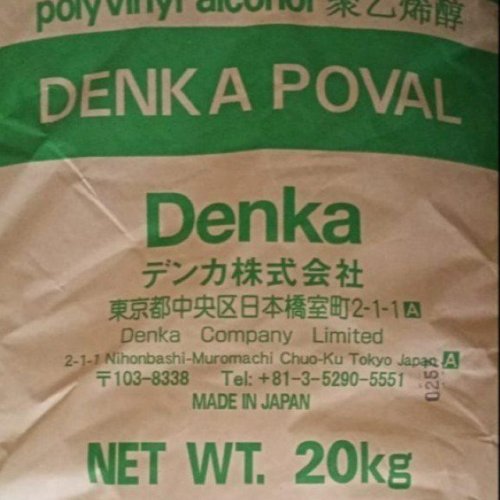 polyvinyl alcohol 聚乙烯醇
DENKA POVAL
Denka
デンカ株式会社
東京都中央区日本橋室町2-1-1 A
Denka Company Limited
2-1-1 Nihonbashi-Muromachi Chuo-Ku Tokyo Japan A
〒103-8338 Tel: +81-3-5290-5551
MADE IN JAPAN
NET WT. 20kg